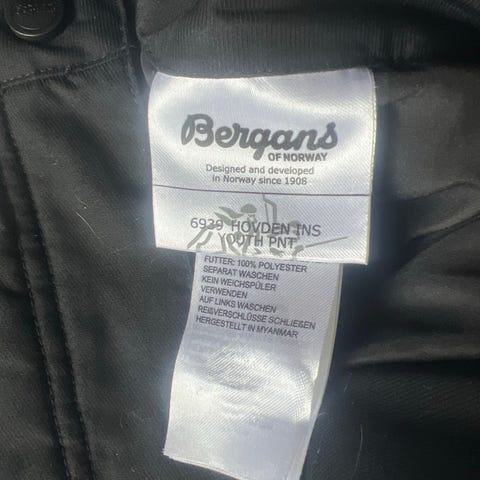 Bergans
OF NORWAY
Designed and developed
in Norway since 1908
6939 HOVDEN INS
YOUTH PNT
FUTTER: 100% POLYESTER
SEPARAT WASCHEN
KEIN WEICHSPÜLER
VERWENDEN
AUF LINKS WASCHEN
REIẞVERSCHLÜSSE SCHLIEẞEN
HERGESTELLT IN MYANMAR